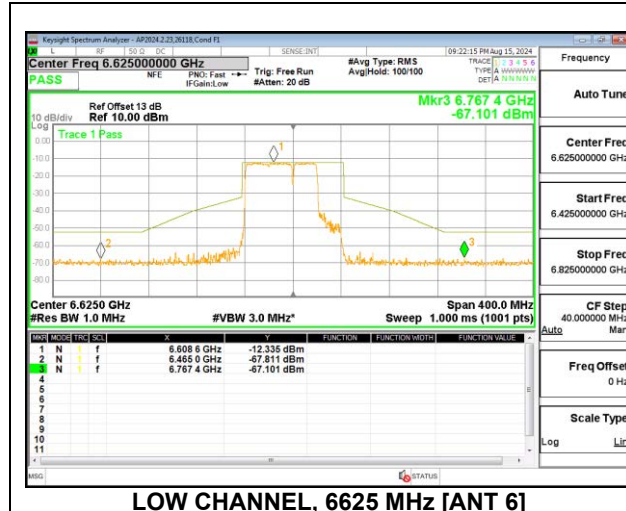 Keysight Spectrum Analyzer - AP2024.2.23,26118,Cond F1
L RF 50 Ω DC SENSE:INT 09:22:15 PM Aug 15, 2024
Center Freq 6.625000000 GHz
PASS
NFE PNO: Fast IFGain:Low
Trig: Free Run
#Atten: 20 dB
#Avg Type: RMS
Avg|Hold: 100/100
TRACE 1 2 3 4 5 6
TYPE A WWWWW
DET A N N N N N
Frequency
Auto Tune
Ref Offset 13 dB
10 dB/div Ref 10.00 dBm
Mkr3 6.767 4 GHz
-67.101 dBm
Log
Trace 1 Pass
0.00
-10.0
-20.0
-30.0
-40.0
-50.0
-60.0
-70.0
-80.0
1
2
3
Center Freq
6.625000000 GHz
Start Freq
6.425000000 GHz
Stop Freq
6.825000000 GHz
Center 6.6250 GHz Span 400.0 MHz
#Res BW 1.0 MHz #VBW 3.0 MHz* Sweep 1.000 ms (1001 pts)
CF Step
40.000000 MHz
Auto Man
MKR MODE TRC SCL X Y FUNCTION FUNCTION WIDTH FUNCTION VALUE
1 N 1 f 6.608 6 GHz -12.335 dBm
2 N 1 f 6.465 0 GHz -67.811 dBm
3 N 1 f 6.767 4 GHz -67.101 dBm
4
5
6
7
8
9
10
11
Freq Offset
0 Hz
Scale Type
Log Lin
MSG STATUS
LOW CHANNEL, 6625 MHz [ANT 6]